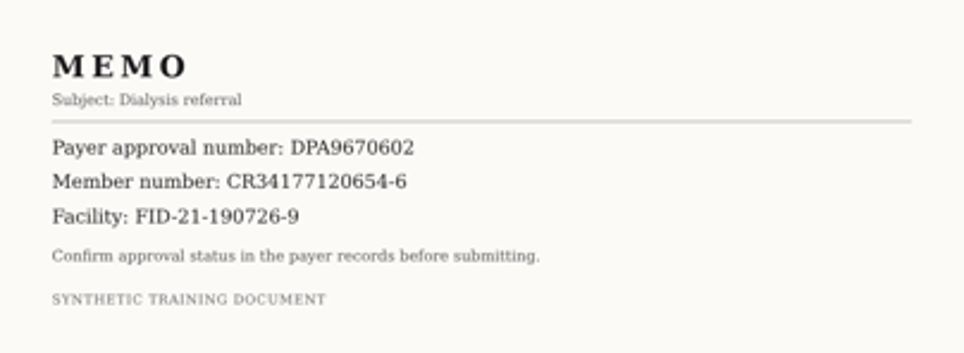 MEMO
Subject: Dialysis referral
Payer approval number: DPA9670602
Member number: CR34177120654-6
Facility: FID-21-190726-9
Confirm approval status in the payer records before submitting.
SYNTHETIC TRAINING DOCUMENT